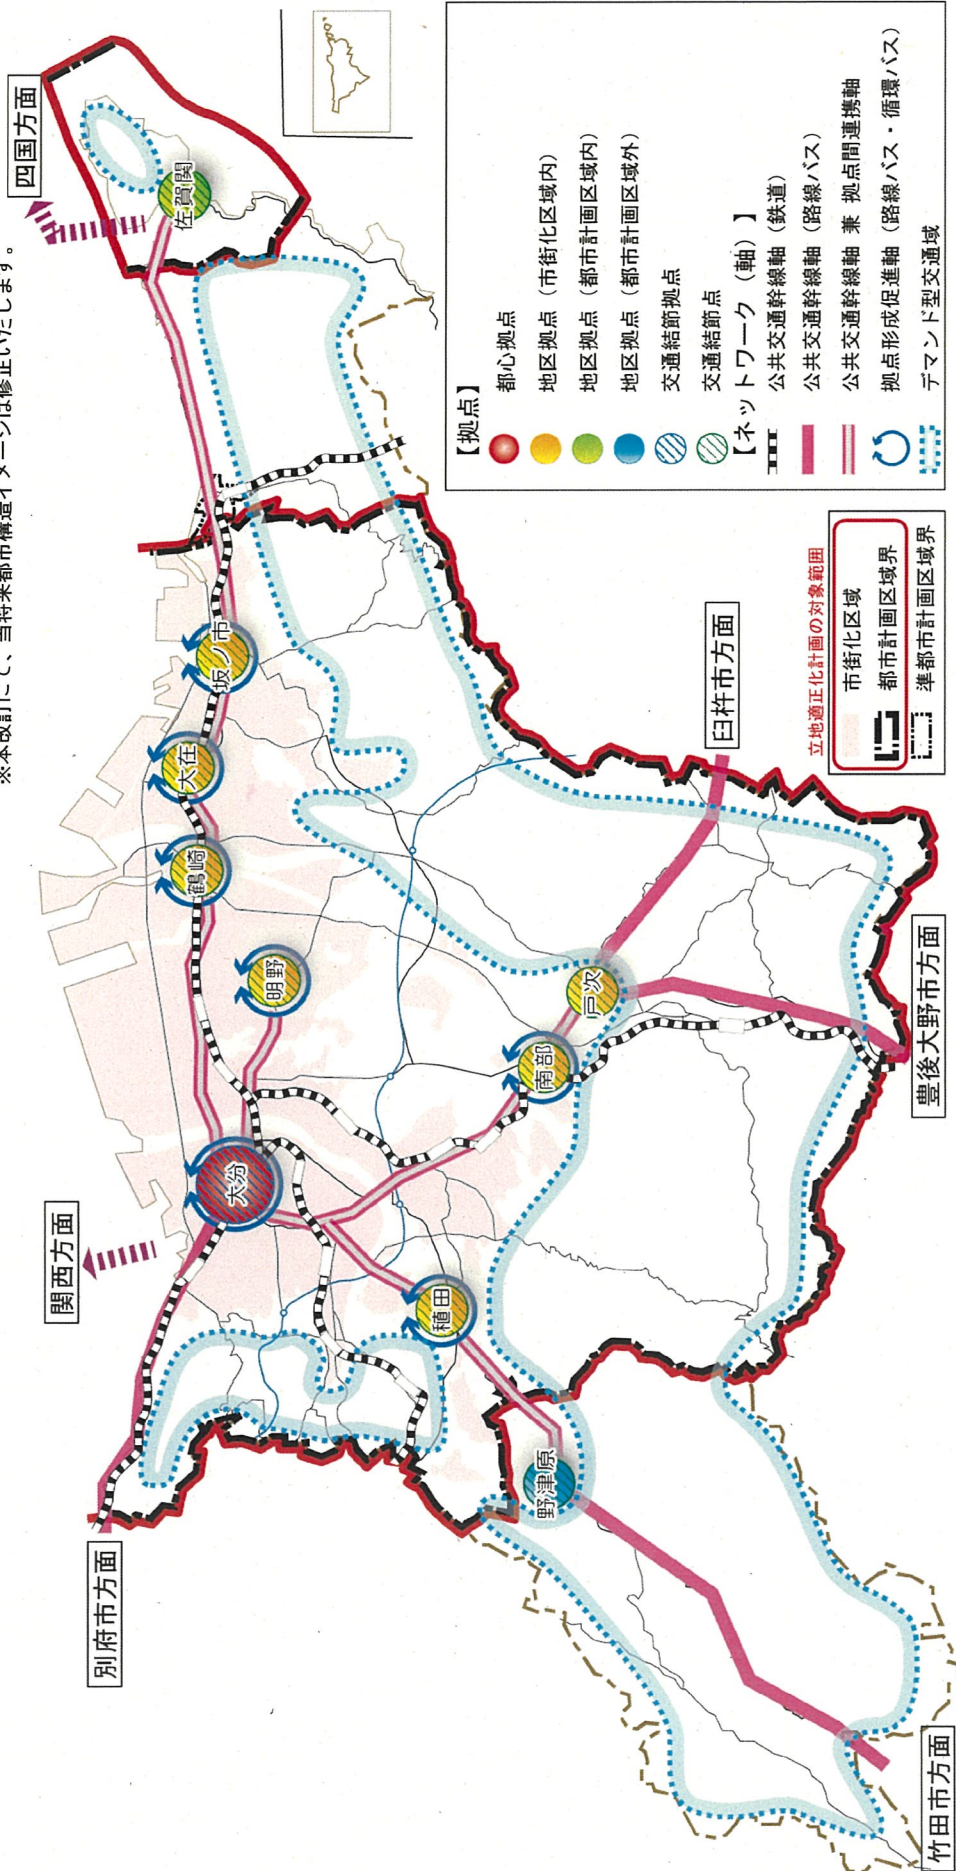 ※本改訂にて、当将来都市構造イメージは修正いたします。
四国方面
関西方面
別府市方面
佐賀関
坂ノ市
大在
鶴崎
明野
大分
稙田
南部
戸次
野津原
臼杵市方面
豊後大野市方面
竹田市方面
【拠点】
都心拠点
地区拠点（市街化区域内）
地区拠点（都市計画区域内）
地区拠点（都市計画区域外）
交通結節拠点
交通結節点
【ネットワーク（軸）】
公共交通幹線軸（鉄道）
公共交通幹線軸（路線バス）
公共交通幹線軸 兼 拠点間連携軸
拠点形成促進軸（路線バス・循環バス）
デマンド型交通域
立地適正化計画の対象範囲
市街化区域
都市計画区域界
準都市計画区域界